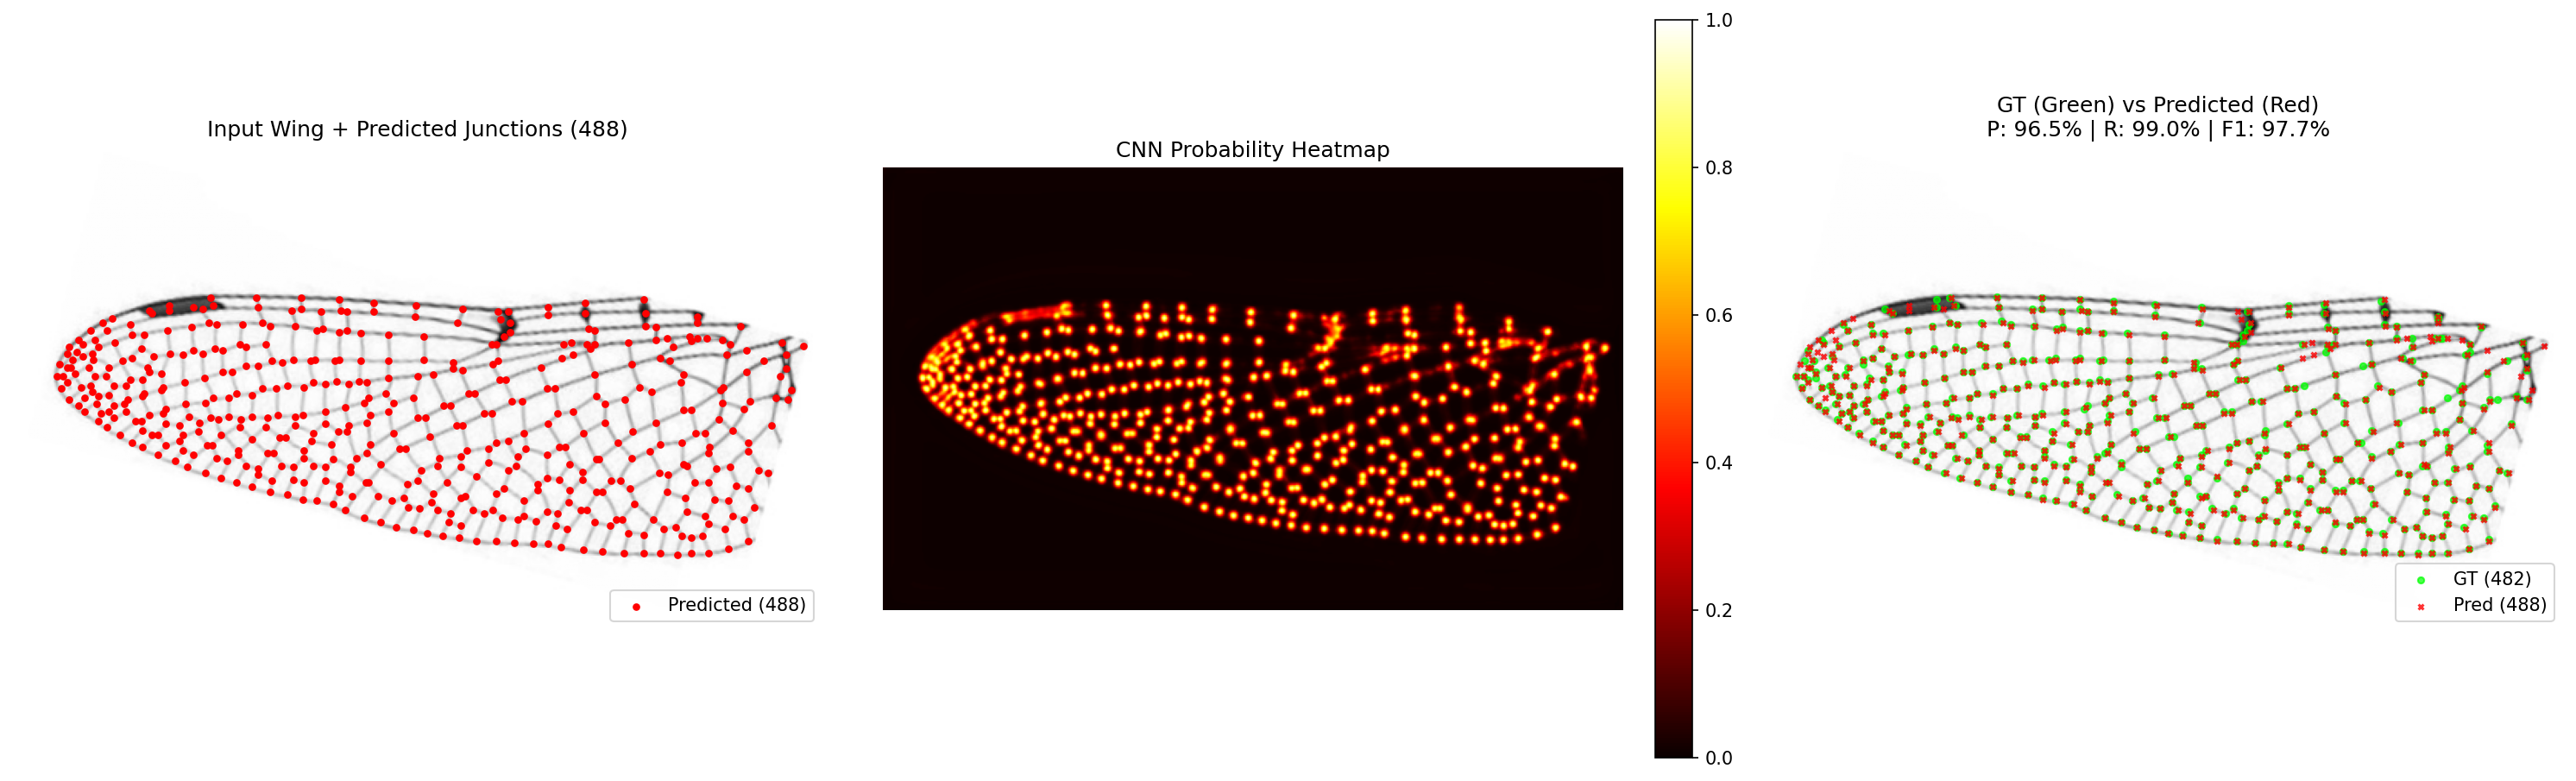 Input Wing + Predicted Junctions (488)
Predicted (488)
CNN Probability Heatmap
1.0
0.8
0.6
0.4
0.2
0.0
GT (Green) vs Predicted (Red)
P: 96.5% | R: 99.0% | F1: 97.7%
GT (482)
Pred (488)